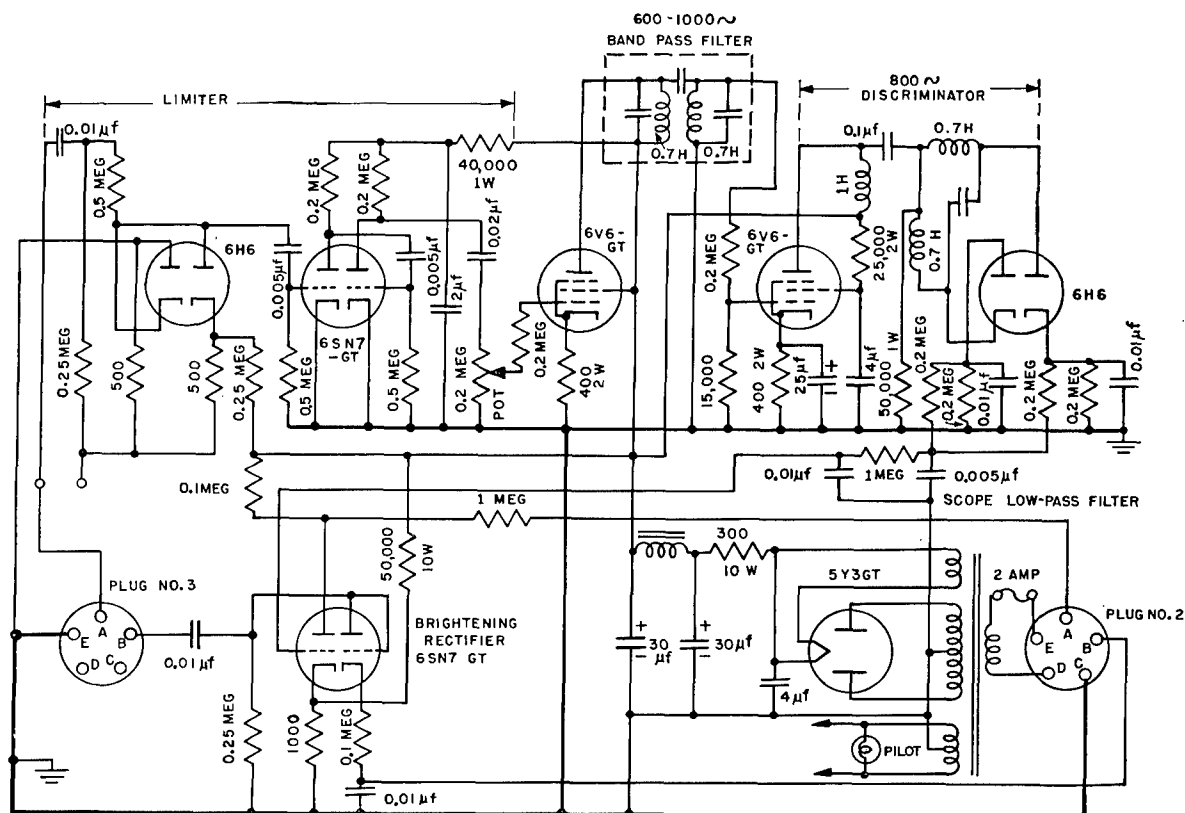 600-1000~
BAND PASS FILTER
LIMITER
800 ~
DISCRIMINATOR
0.01μf
0.1μf
0.7H
0.7H
0.7H
40,000
1W
0.5 MEG
0.2 MEG
0.2 MEG
0.02μf
1H
6V6-
GT
6V6-
GT
25,000
2W
0.7 H
6H6
0.005μf
0.005μf
2μf
0.2 MEG
6H6
6SN7
-GT
0.25MEG
500
500
0.25 MEG
0.5 MEG
0.5 MEG
0.2 MEG
POT
0.2MEG
400
2W
15,000
400 2W
25μf
+
4μf
50,000 1W
0.2 MEG
0.2MEG
0.01μf
0.2 MEG
0.2 MEG
0.01μf
0.1MEG
0.01μf
1MEG
0.005μf
1 MEG
SCOPE LOW-PASS FILTER
50,000
10W
300
10 W
5Y3GT
2 AMP
PLUG NO.3
PLUG NO.2
A
E
B
D
C
A
E
B
C
D
0.01μf
BRIGHTENING
RECTIFIER
6SN7 GT
+
30
μf
-
+
30μf
-
4μf
0.25 MEG
1000
0.1 MEG
PILOT
0.01μf